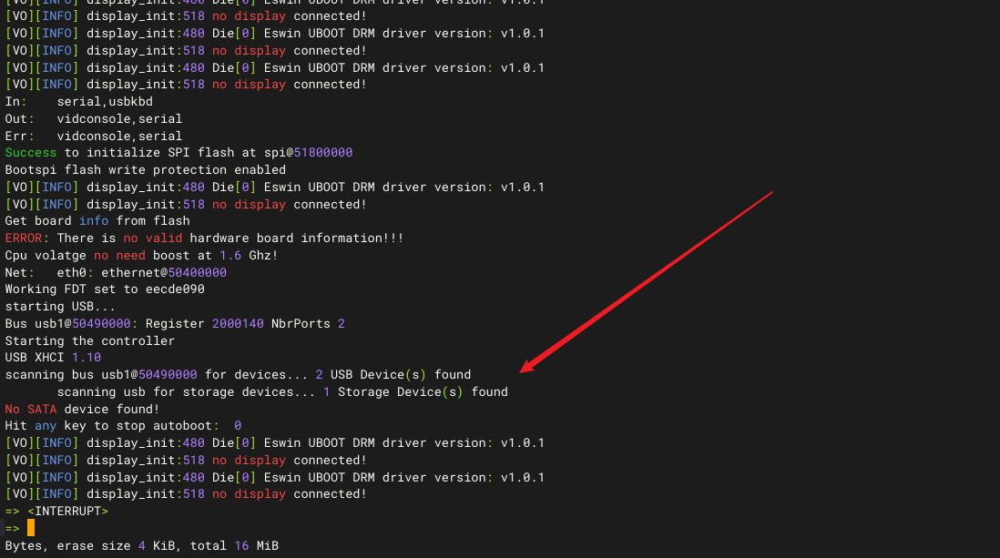 [VO][INFO] display_init:480 Die[0] Eswin UBOOT DRM driver version: v1.0.1
[VO][INFO] display_init:518 no display connected!
[VO][INFO] display_init:480 Die[0] Eswin UBOOT DRM driver version: v1.0.1
[VO][INFO] display_init:518 no display connected!
[VO][INFO] display_init:480 Die[0] Eswin UBOOT DRM driver version: v1.0.1
[VO][INFO] display_init:518 no display connected!
In:    serial,usbkbd
Out:   vidconsole,serial
Err:   vidconsole,serial
Success to initialize SPI flash at spi@51800000
Bootspi flash write protection enabled
[VO][INFO] display_init:480 Die[0] Eswin UBOOT DRM driver version: v1.0.1
[VO][INFO] display_init:518 no display connected!
Get board info from flash
ERROR: There is no valid hardware board information!!!
Cpu volatge no need boost at 1.6 Ghz!
Net:   eth0: ethernet@50400000
Working FDT set to eecde090
starting USB...
Bus usb1@50490000: Register 2000140 NbrPorts 2
Starting the controller
USB XHCI 1.10
scanning bus usb1@50490000 for devices... 2 USB Device(s) found
       scanning usb for storage devices... 1 Storage Device(s) found
No SATA device found!
Hit any key to stop autoboot:  0
[VO][INFO] display_init:480 Die[0] Eswin UBOOT DRM driver version: v1.0.1
[VO][INFO] display_init:518 no display connected!
[VO][INFO] display_init:480 Die[0] Eswin UBOOT DRM driver version: v1.0.1
[VO][INFO] display_init:518 no display connected!
=> <INTERRUPT>
=>
Bytes, erase size 4 KiB, total 16 MiB